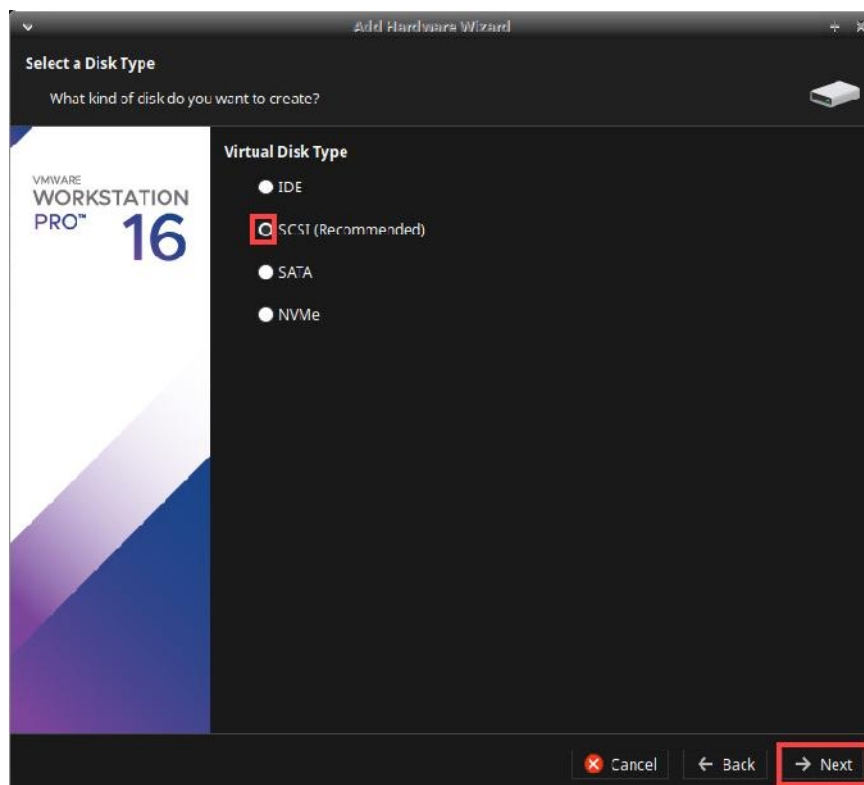 Add Hardware Wizard
Select a Disk Type
What kind of disk do you want to create?
VMWARE
WORKSTATION
PRO™ 16
Virtual Disk Type
IDE
SCSI (Recommended)
SATA
NVMe
Cancel
Back
Next